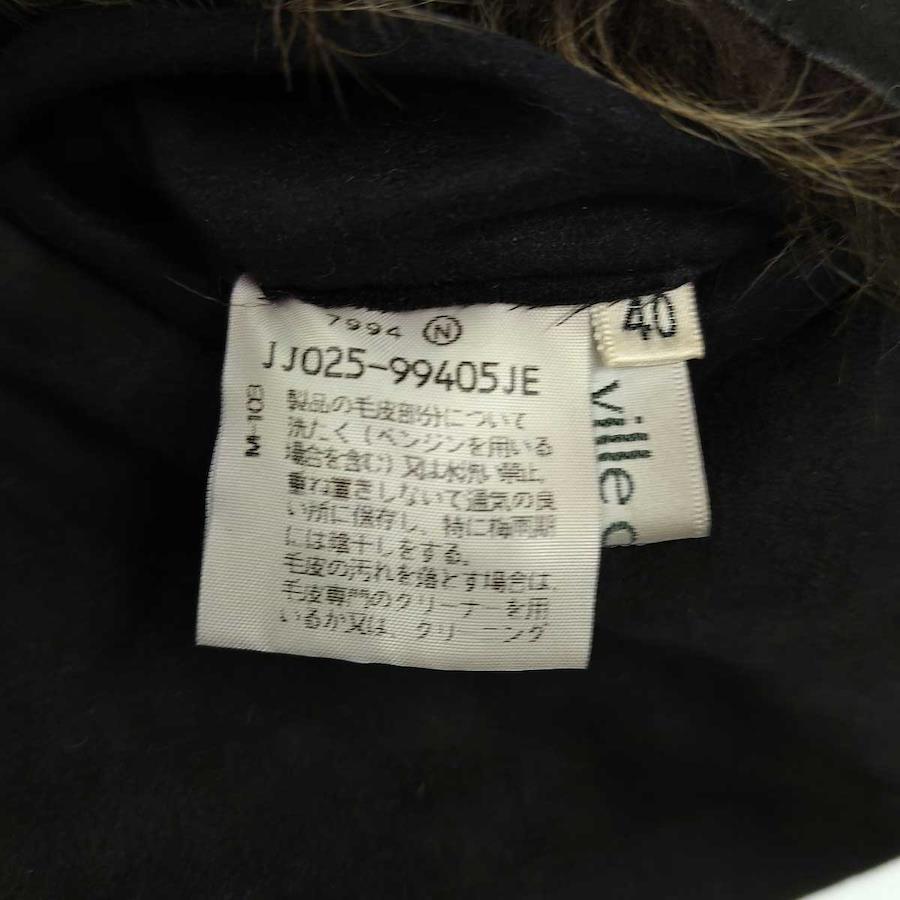 7994 Ⓝ
JJ025-99405JE
M-103
製品の毛皮部分について
洗たく(ベンジンを用いる
場合を含む)又は水洗い禁止。
重ね置きしないで通気の良
い所に保存し、特に梅雨期
には陰干しをする。
毛皮の汚れを落とす場合は、
毛皮専門のクリーナーを用
いるか又は、クリーニング
40
ville